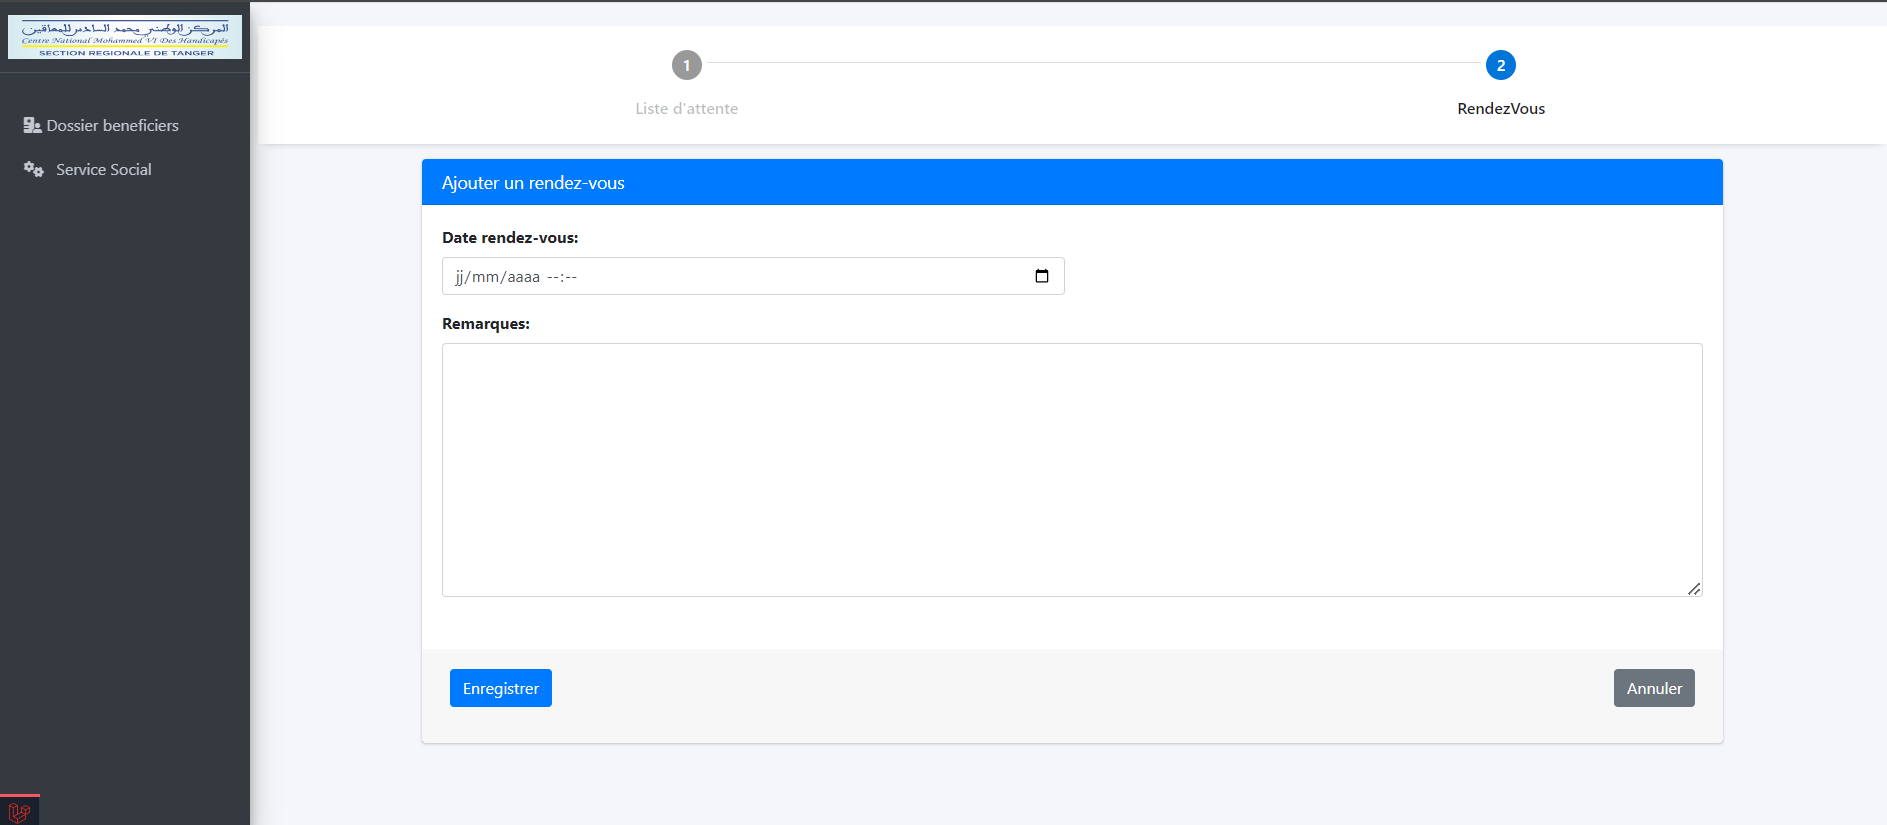 المركز الوطني محمد السادس للمعاقين
Centre National Mohammed VI Des Handicapés
SECTION REGIONALE DE TANGER
Dossier beneficiers
Service Social
1
2
Liste d'attente
RendezVous
Ajouter un rendez-vous
Date rendez-vous:
jj/mm/aaaa --:--
Remarques:
Enregistrer
Annuler